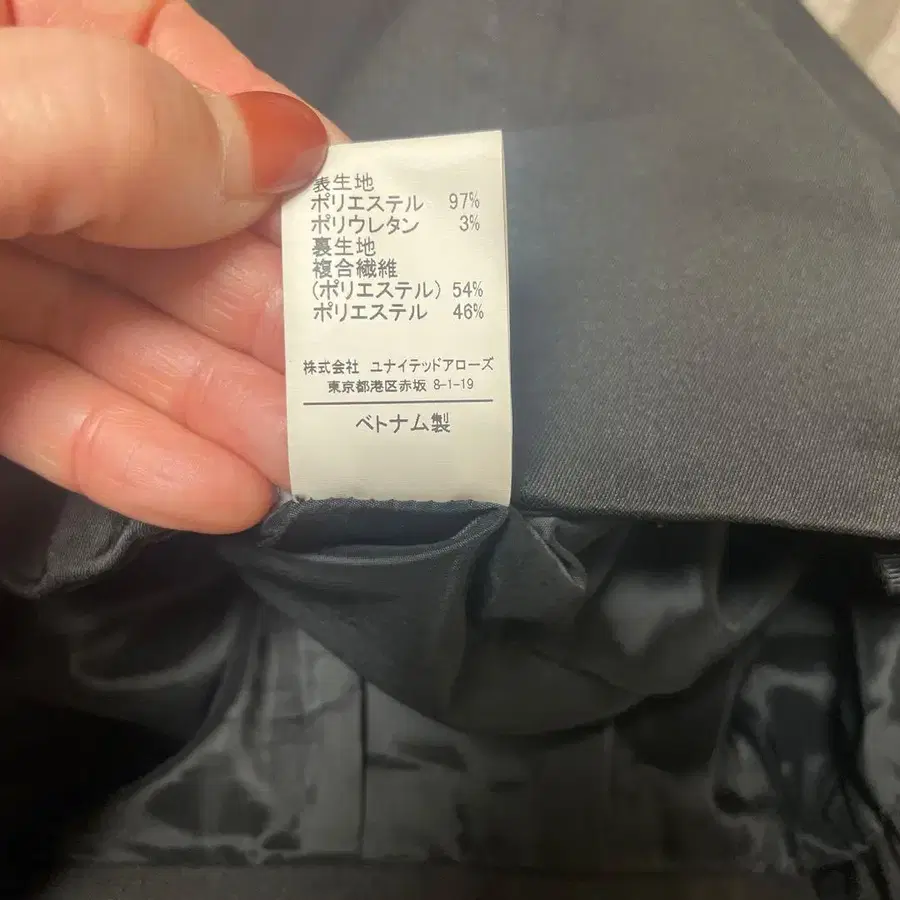 表生地
ポリエステル 97%
ポリウレタン 3%
裏生地
複合繊維
(ポリエステル) 54%
ポリエステル 46%
株式会社 ユナイテッドアローズ
東京都港区赤坂 8-1-19
ベトナム製